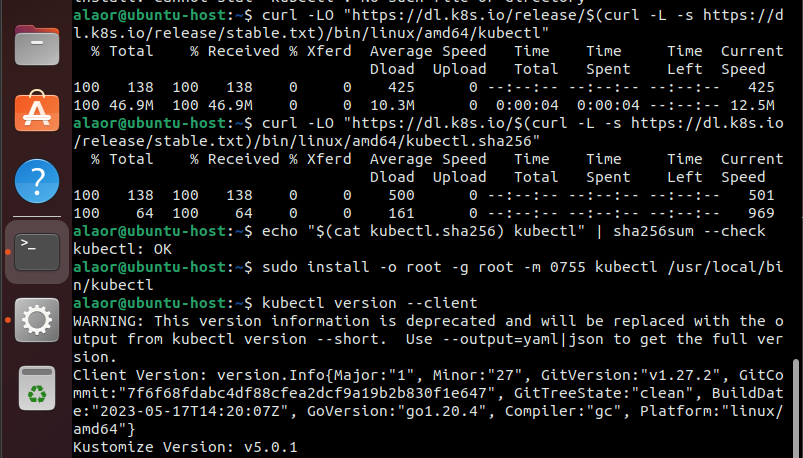 alaor@ubuntu-host:~$ curl -LO "https://dl.k8s.io/release/$(curl -L -s https://d
l.k8s.io/release/stable.txt)/bin/linux/amd64/kubectl"
  % Total    % Received % Xferd  Average Speed   Time    Time     Time  Current
                                 Dload  Upload   Total   Spent    Left  Speed
100   138  100   138    0     0    425      0 --:--:-- --:--:-- --:--:--   425
100 46.9M  100 46.9M    0     0  10.3M      0  0:00:04  0:00:04 --:--:-- 12.5M
alaor@ubuntu-host:~$ curl -LO "https://dl.k8s.io/$(curl -L -s https://dl.k8s.io
/release/stable.txt)/bin/linux/amd64/kubectl.sha256"
  % Total    % Received % Xferd  Average Speed   Time    Time     Time  Current
                                 Dload  Upload   Total   Spent    Left  Speed
100   138  100   138    0     0    500      0 --:--:-- --:--:-- --:--:--   501
100    64  100    64    0     0    161      0 --:--:-- --:--:-- --:--:--   969
alaor@ubuntu-host:~$ echo "$(cat kubectl.sha256) kubectl" | sha256sum --check
kubectl: OK
alaor@ubuntu-host:~$ sudo install -o root -g root -m 0755 kubectl /usr/local/bi
n/kubectl
alaor@ubuntu-host:~$ kubectl version --client
WARNING: This version information is deprecated and will be replaced with the o
utput from kubectl version --short.  Use --output=yaml|json to get the full ver
sion.
Client Version: version.Info{Major:"1", Minor:"27", GitVersion:"v1.27.2", GitCo
mmit:"7f6f68fdabc4df88cfea2dcf9a19b2b830f1e647", GitTreeState:"clean", BuildDat
e:"2023-05-17T14:20:07Z", GoVersion:"go1.20.4", Compiler:"gc", Platform:"linux/
amd64"}
Kustomize Version: v5.0.1